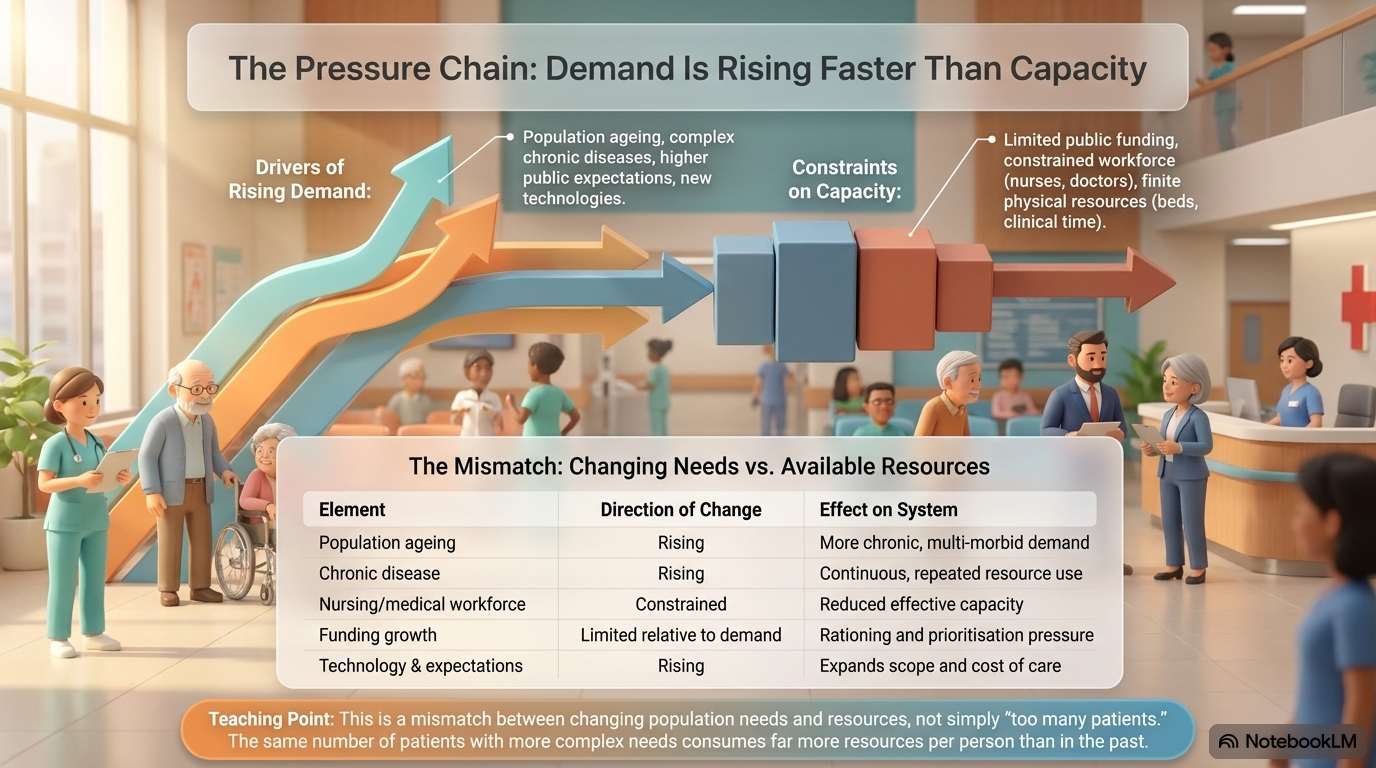 The Pressure Chain: Demand Is Rising Faster Than Capacity
Drivers of
Rising Demand:
Population ageing, complex
chronic diseases, higher
public expectations, new
technologies.
Constraints
on Capacity:
Limited public funding,
constrained workforce
(nurses, doctors), finite
physical resources (beds,
clinical time).
The Mismatch: Changing Needs vs. Available Resources
Element Direction of Change Effect on System
Population ageing Rising More chronic, multi-morbid demand
Chronic disease Rising Continuous, repeated resource use
Nursing/medical workforce Constrained Reduced effective capacity
Funding growth Limited relative to demand Rationing and prioritisation pressure
Technology & expectations Rising Expands scope and cost of care
Teaching Point: This is a mismatch between changing population needs and resources, not simply “too many patients.”
The same number of patients with more complex needs consumes far more resources per person than in the past.
NotebookLM